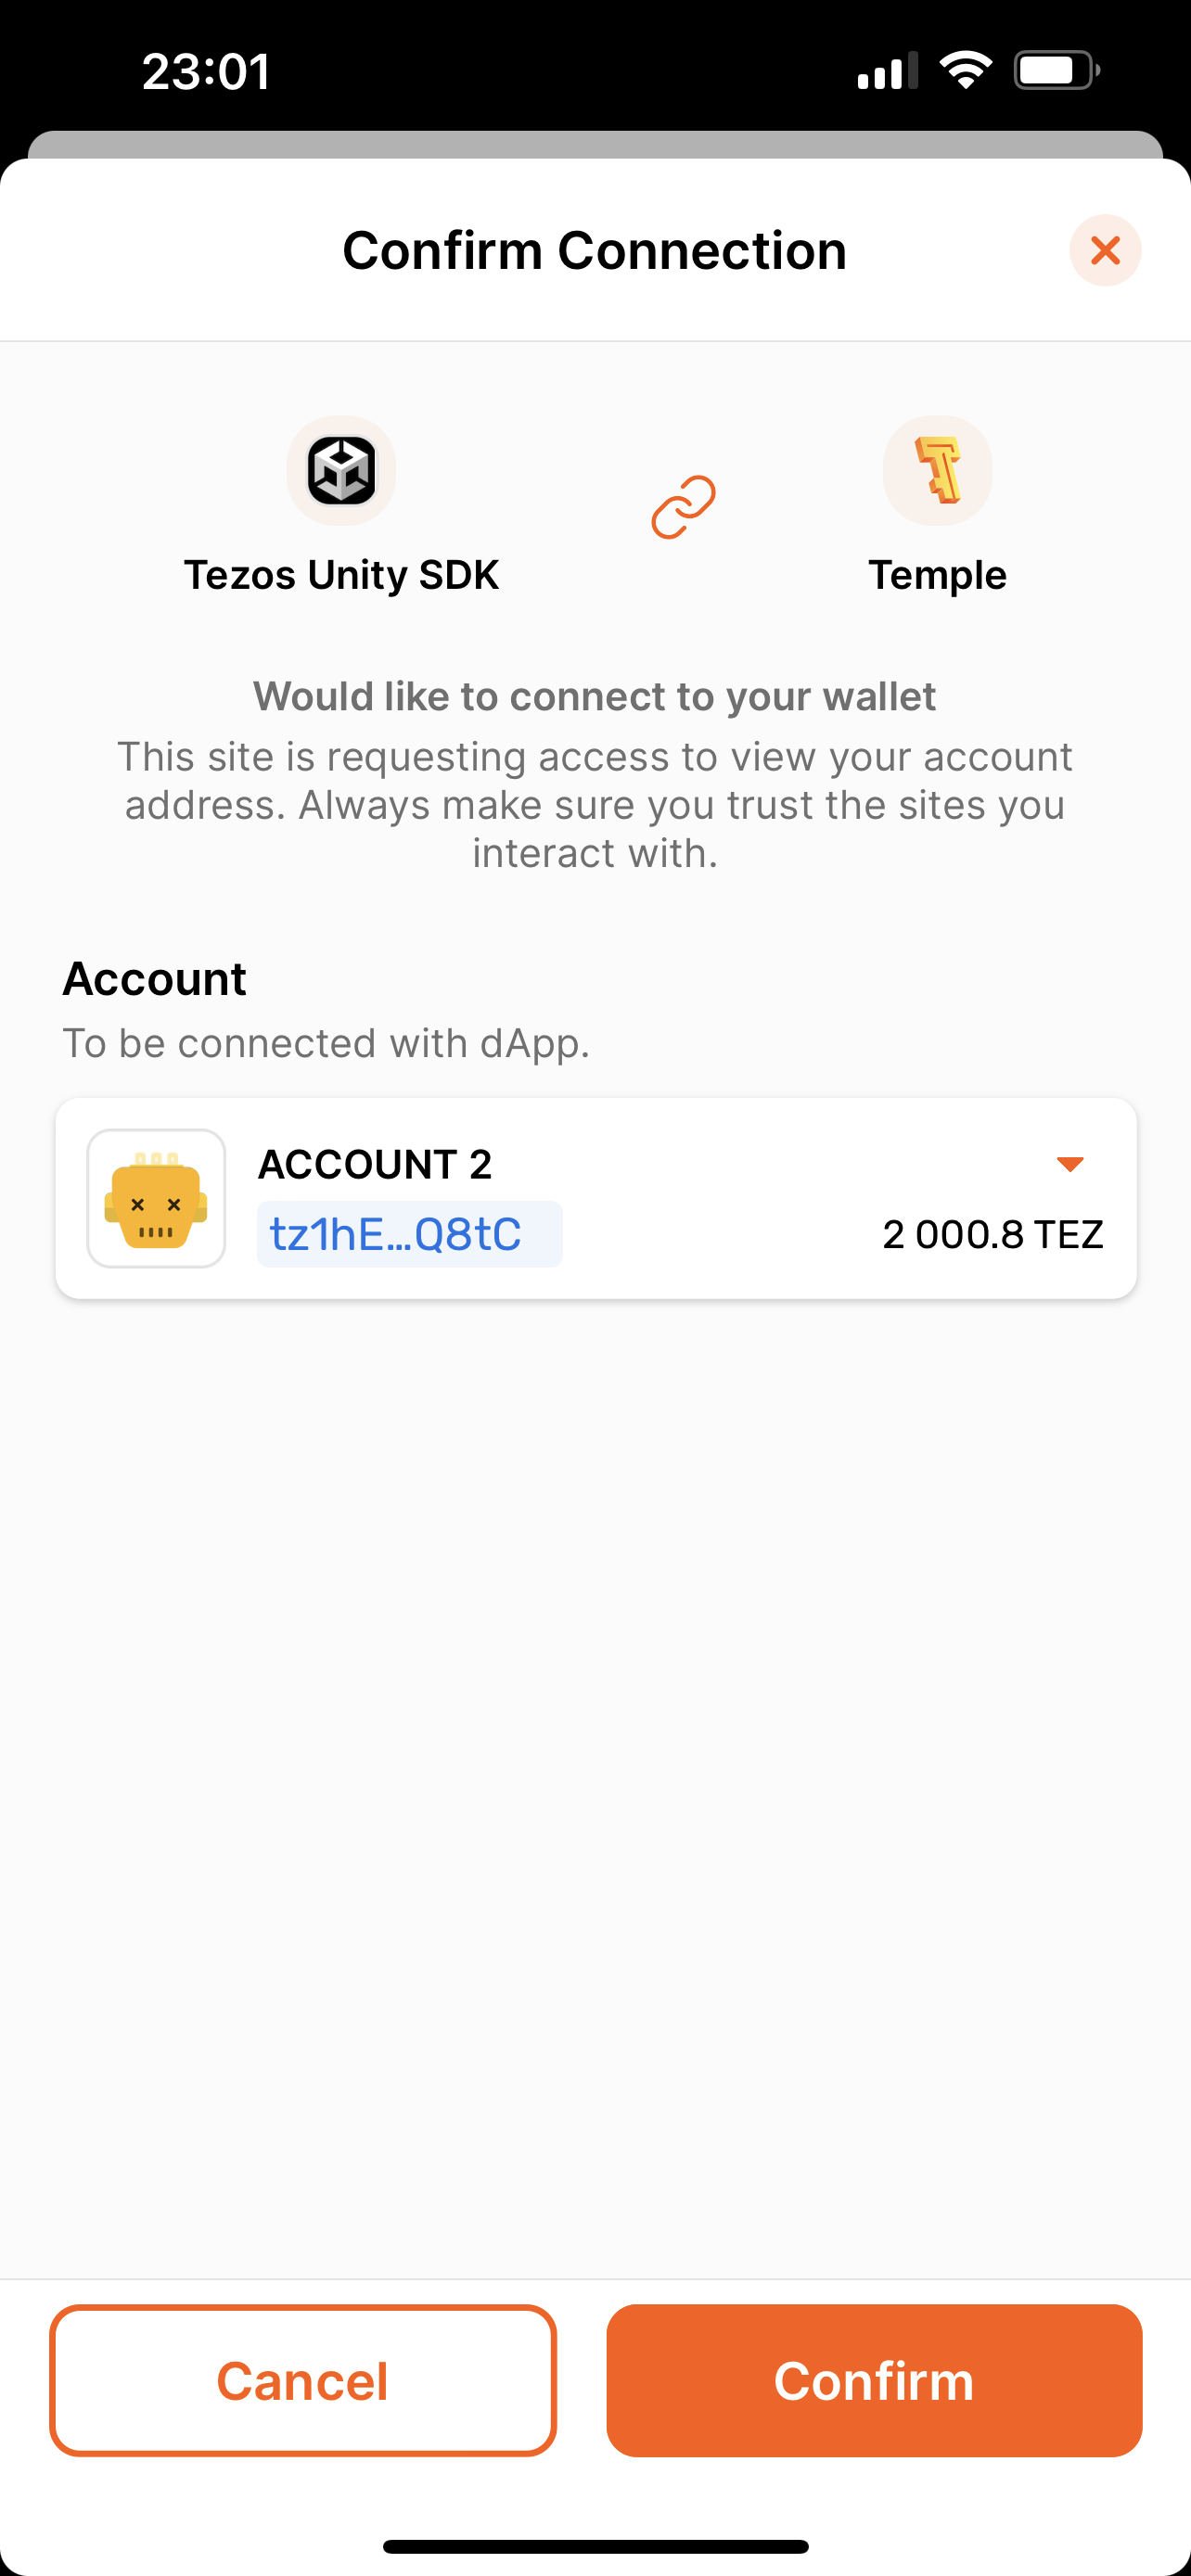 23:01
Confirm Connection
Tezos Unity SDK
Temple
Would like to connect to your wallet
This site is requesting access to view your account
address. Always make sure you trust the sites you
interact with.
Account
To be connected with dApp.
ACCOUNT 2
tz1hE...Q8tC
2 000.8 TEZ
Cancel
Confirm